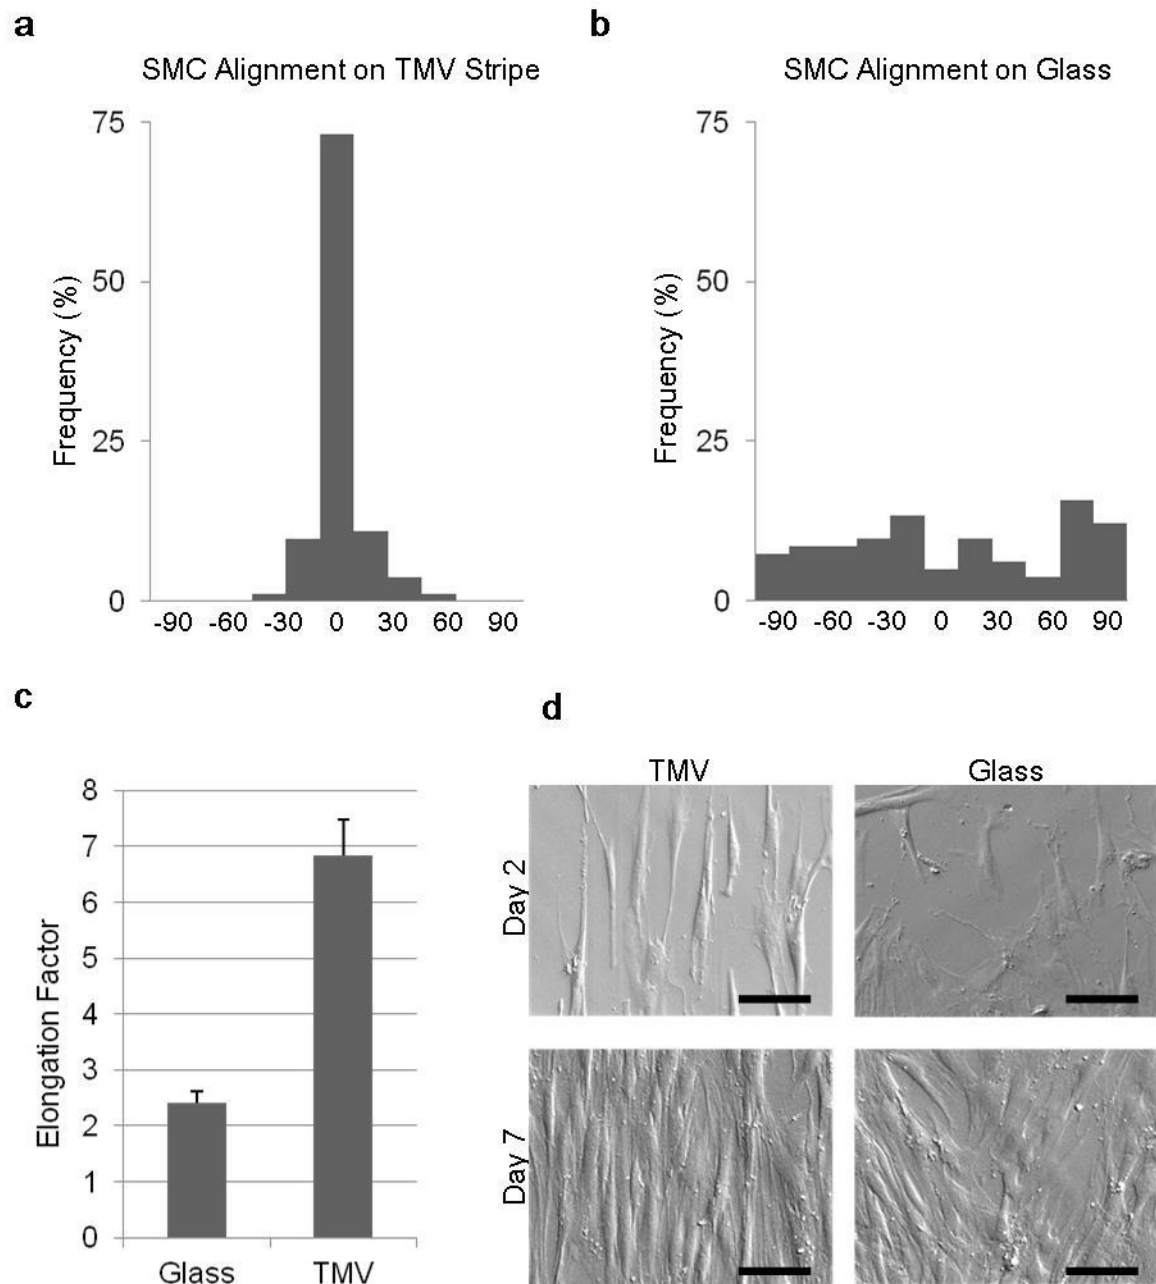 a
SMC Alignment on TMV Stripe
75
50
25
0
Frequency (%)
-90 -60 -30 0 30 60 90
b
SMC Alignment on Glass
75
50
25
0
Frequency (%)
-90 -60 -30 0 30 60 90
c
8
7
6
5
4
3
2
1
0
Elongation Factor
Glass TMV
d
TMV Glass
Day 2
Day 7